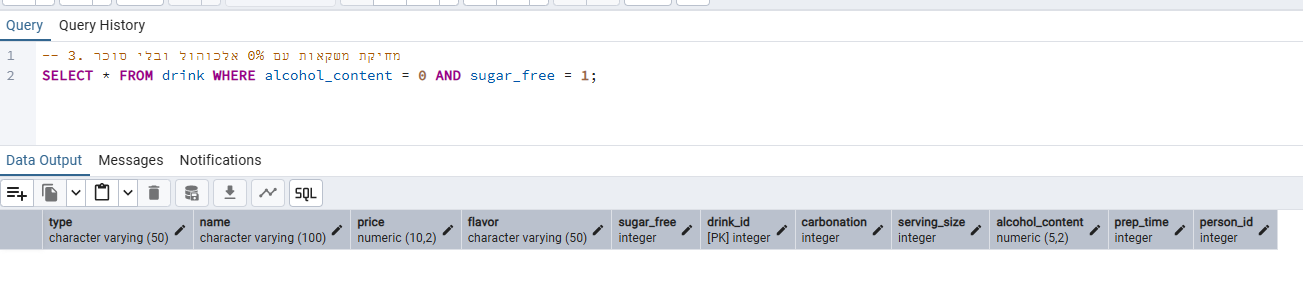 Query Query History
1 -- 3. מחיקת משקאות עם 0% אלכוהול ובלי סוכר
2 SELECT * FROM drink WHERE alcohol_content = 0 AND sugar_free = 1;
Data Output Messages Notifications
SQL
type name price flavor sugar_free drink_id carbonation serving_size alcohol_content prep_time person_id
character varying (50) character varying (100) numeric (10,2) character varying (50) integer [PK] integer integer integer numeric (5,2) integer integer